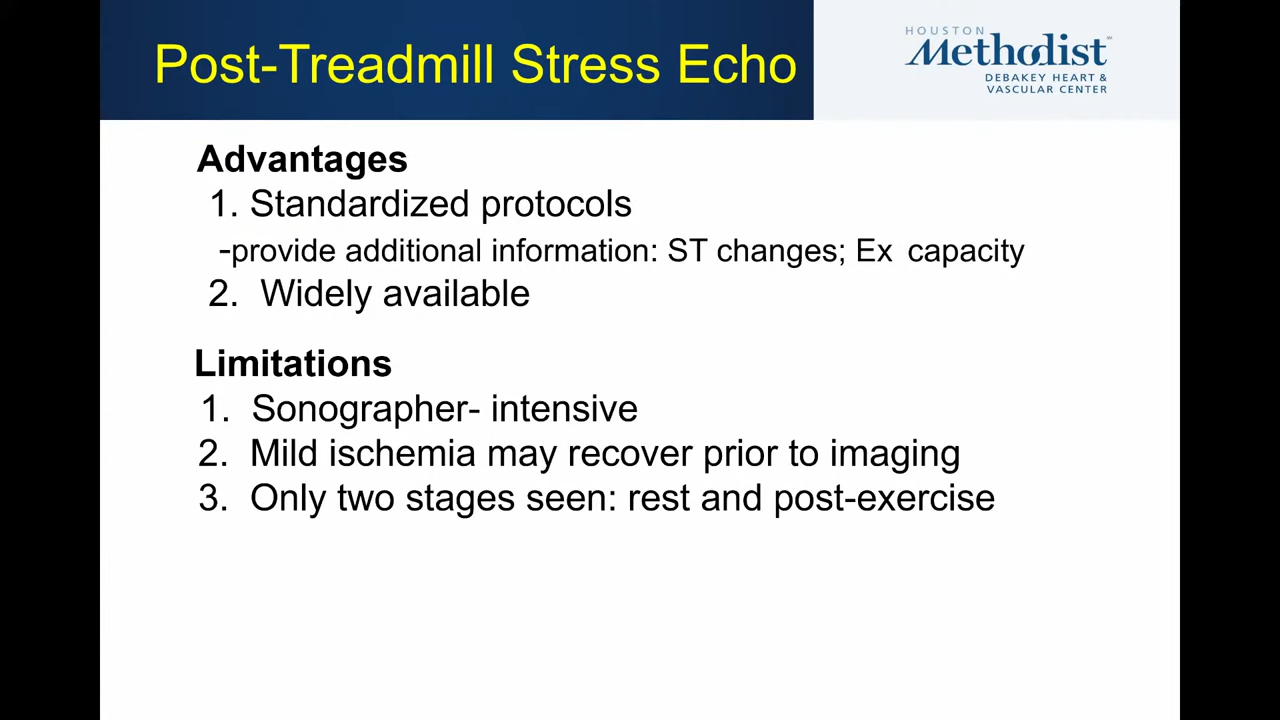 Post-Treadmill Stress Echo
HOUSTON
Methodist
DEBAKEY HEART &
VASCULAR CENTER
Advantages
1. Standardized protocols
-provide additional information: ST changes; Ex capacity
2. Widely available
Limitations
1. Sonographer- intensive
2. Mild ischemia may recover prior to imaging
3. Only two stages seen: rest and post-exercise